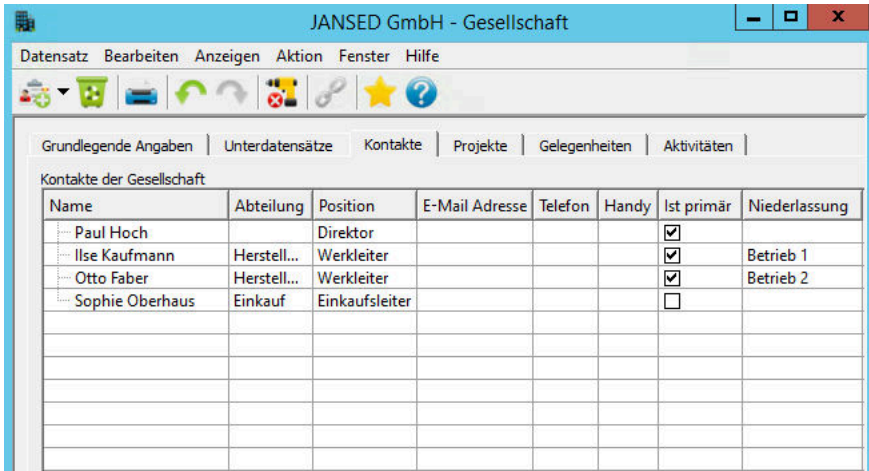 JANSED GmbH - Gesellschaft
Datensatz Bearbeiten Anzeigen Aktion Fenster Hilfe
Grundlegende Angaben Unterdatensätze Kontakte Projekte Gelegenheiten Aktivitäten
Kontakte der Gesellschaft
Name Abteilung Position E-Mail Adresse Telefon Handy Ist primär Niederlassung
Paul Hoch Direktor
Ilse Kaufmann Herstell... Werkleiter Betrieb 1
Otto Faber Herstell... Werkleiter Betrieb 2
Sophie Oberhaus Einkauf Einkaufsleiter